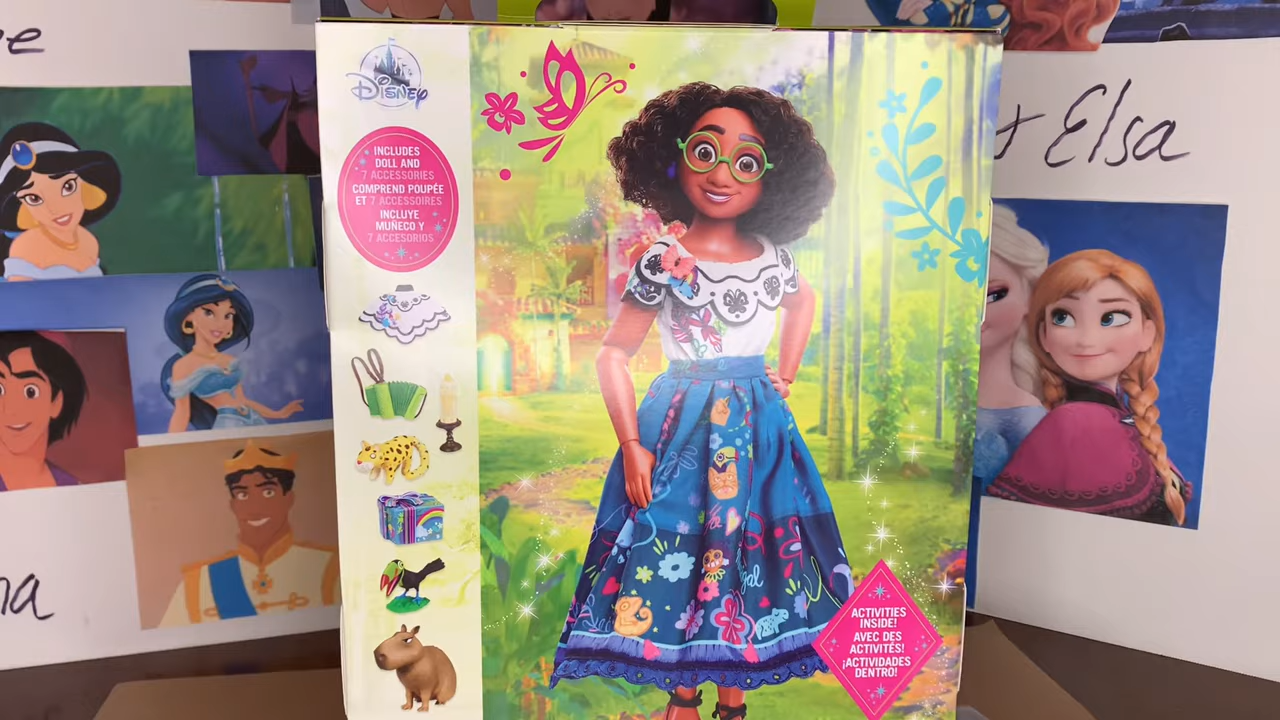 DISNEY
INCLUDES
DOLL AND
7 ACCESSORIES
COMPREND POUPÉE
ET 7 ACCESSOIRES
INCLUYE
MUÑECO Y
7 ACCESORIOS
+ Elsa
ACTIVITIES
INSIDE!
AVEC DES
ACTIVITÉS!
¡ACTIVIDADES
DENTRO!